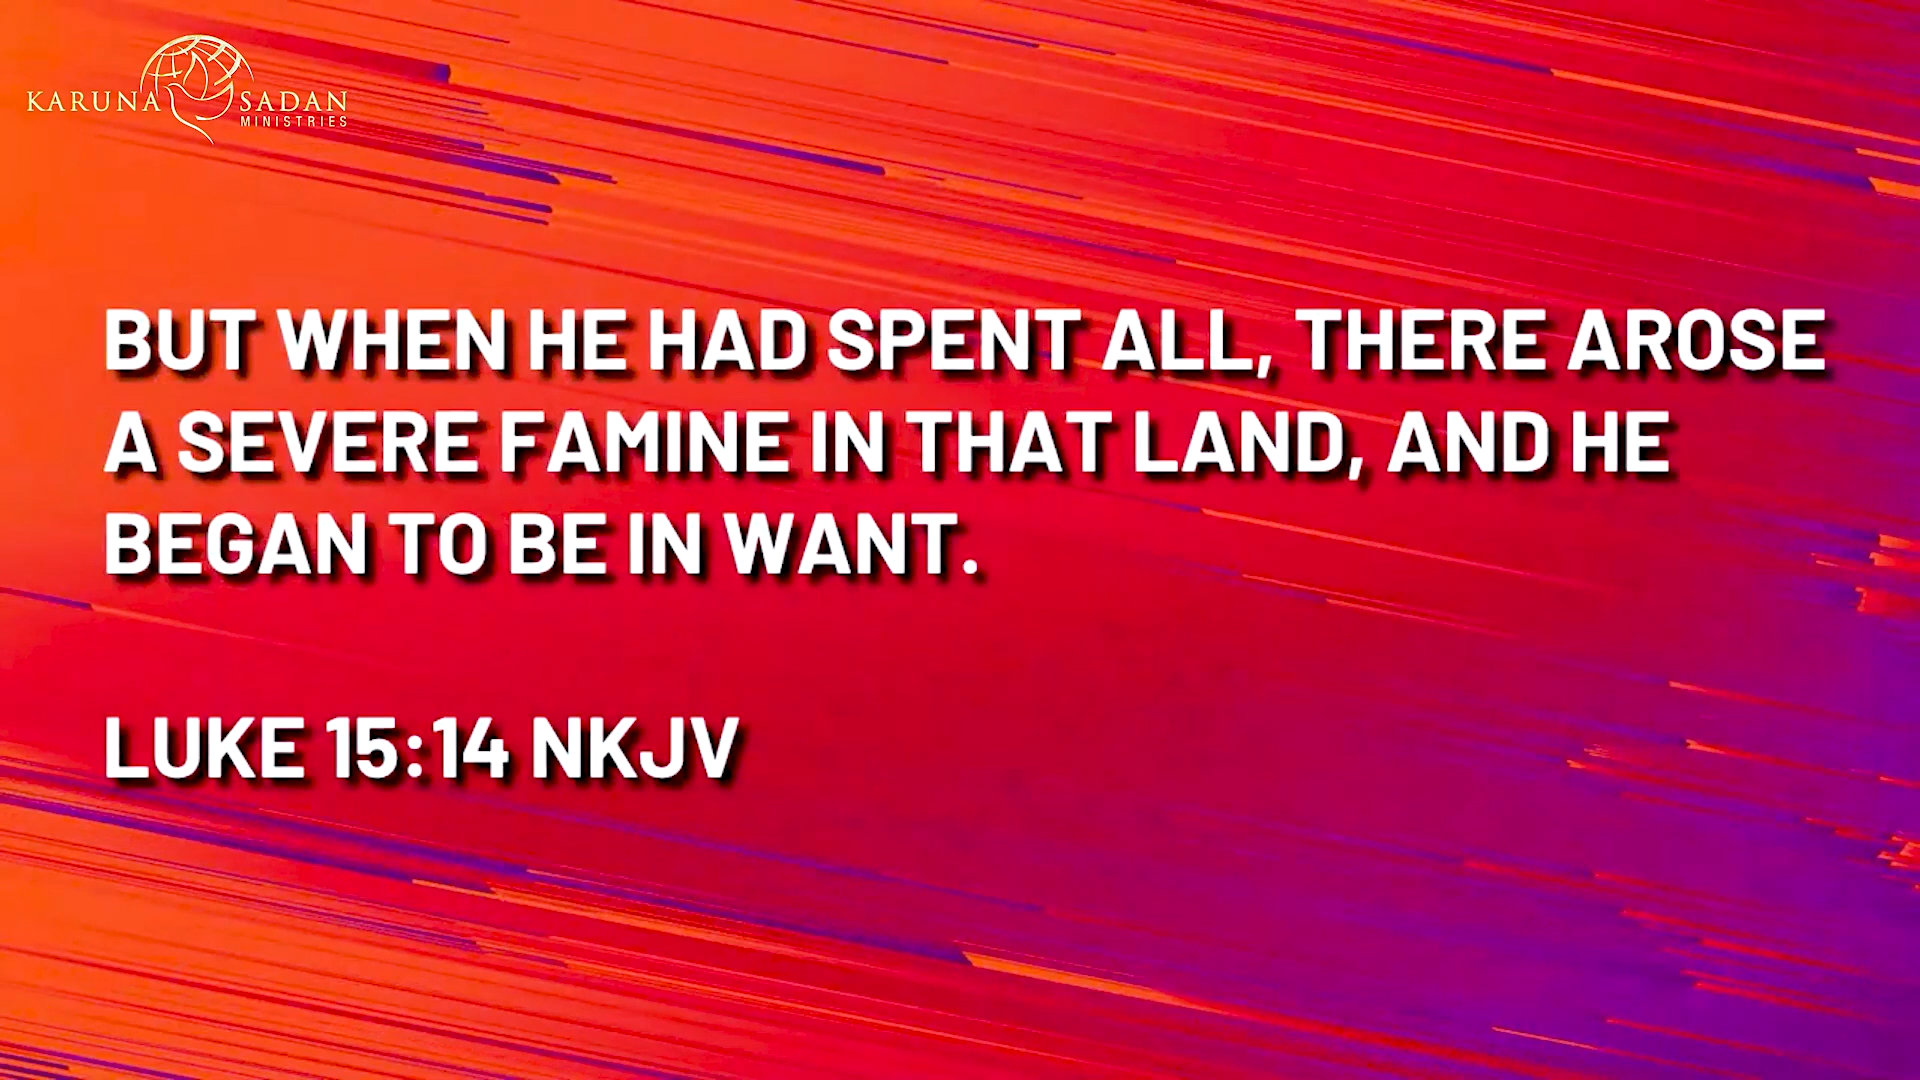 KARUNA SADAN
MINISTRIES
BUT WHEN HE HAD SPENT ALL, THERE AROSE
A SEVERE FAMINE IN THAT LAND, AND HE
BEGAN TO BE IN WANT.
LUKE 15:14 NKJV